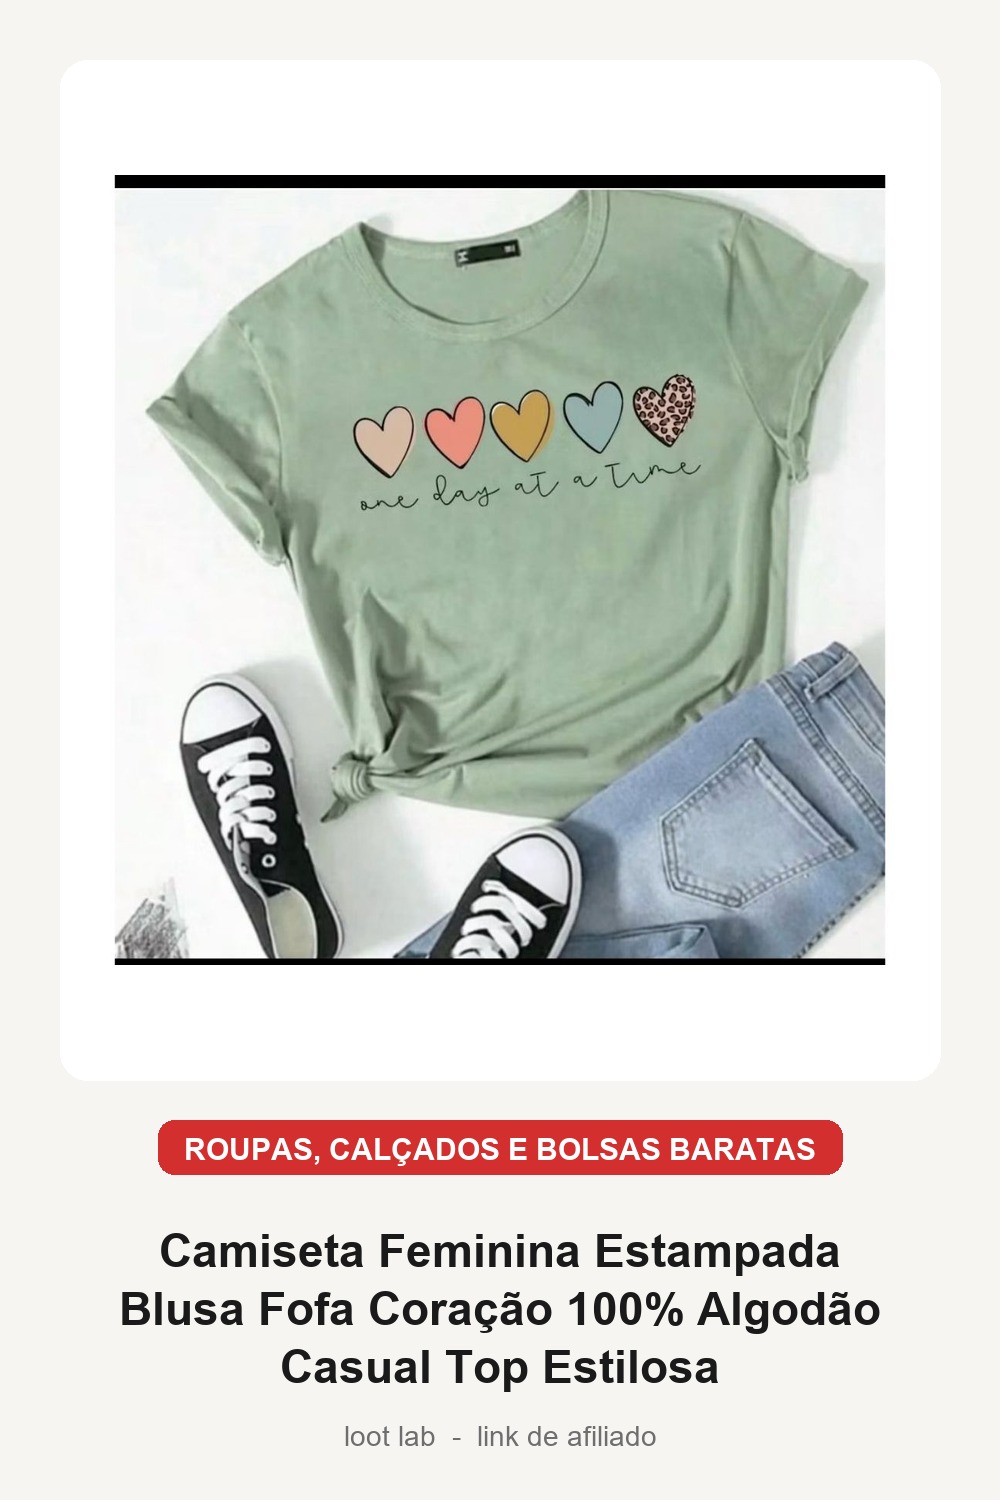 one day at a time
ROUPAS, CALÇADOS E BOLSAS BARATAS
Camiseta Feminina Estampada
Blusa Fofa Coração 100% Algodão
Casual Top Estilosa
loot lab - link de afiliado